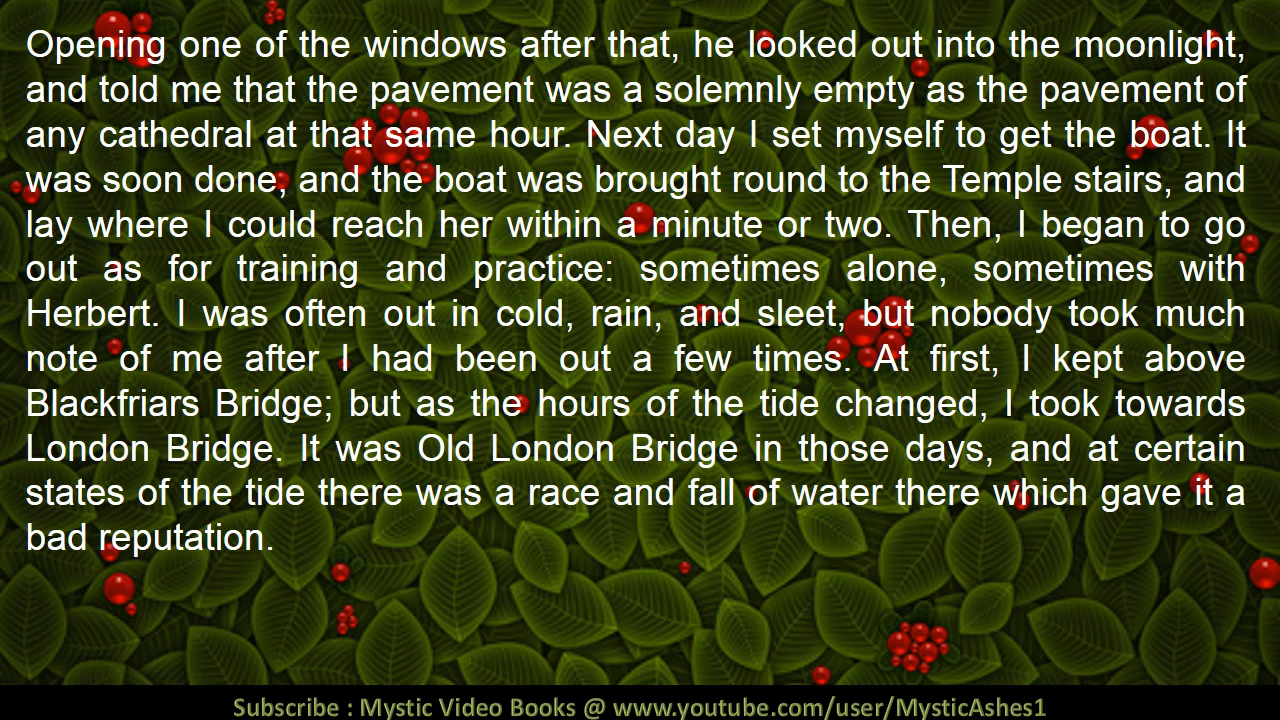 Opening one of the windows after that, he looked out into the moonlight,
and told me that the pavement was a solemnly empty as the pavement of
any cathedral at that same hour. Next day I set myself to get the boat. It
was soon done, and the boat was brought round to the Temple stairs, and
lay where I could reach her within a minute or two. Then, I began to go
out as for training and practice: sometimes alone, sometimes with
Herbert. I was often out in cold, rain, and sleet, but nobody took much
note of me after I had been out a few times. At first, I kept above
Blackfriars Bridge; but as the hours of the tide changed, I took towards
London Bridge. It was Old London Bridge in those days, and at certain
states of the tide there was a race and fall of water there which gave it a
bad reputation.
Subscribe : Mystic Video Books @ www.youtube.com/user/MysticAshes1